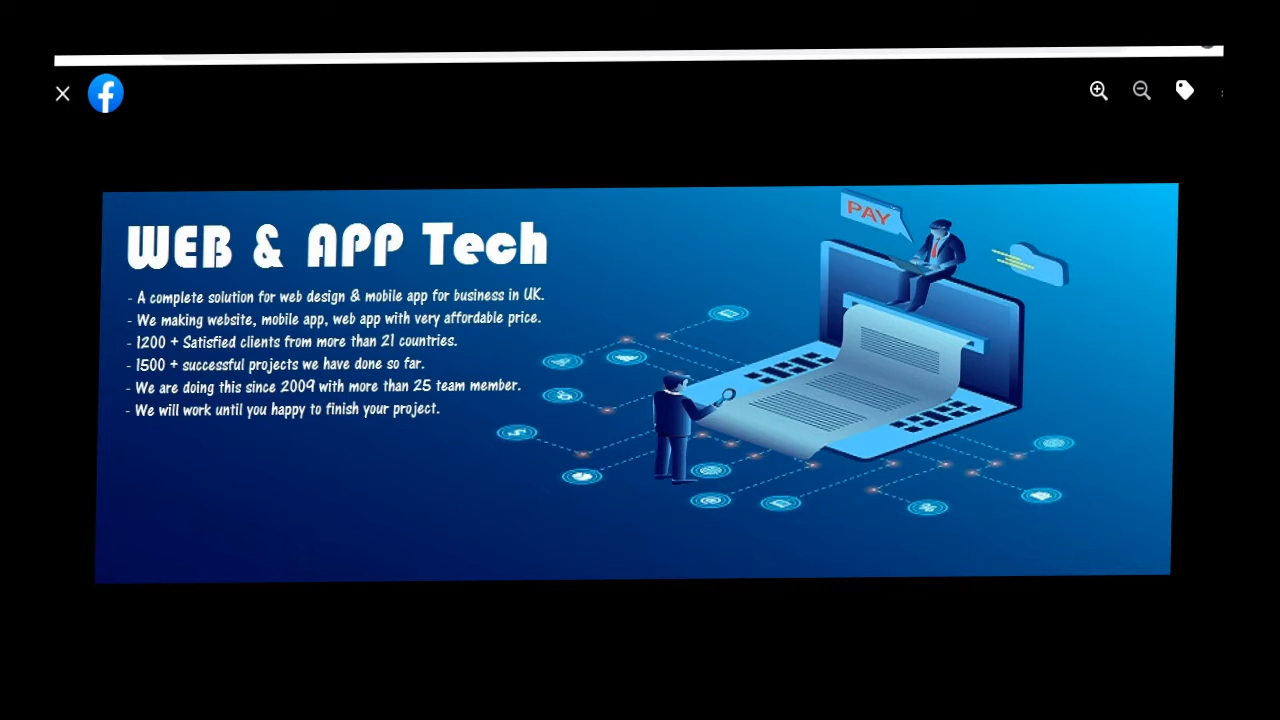 PAY
WEB & APP Tech
- A complete solution for web design & mobile app for business in UK.
- We making website, mobile app, web app with very affordable price.
- 1200 + Satisfied clients from more than 21 countries.
- 1500 + successful projects we have done so far.
- We are doing this since 2009 with more than 25 team member.
- We will work until you happy to finish your project.